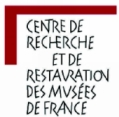 CENTRE DE
RECHERCHE
ET DE
RESTAURATION
DES MUSÉES
DE FRANCE